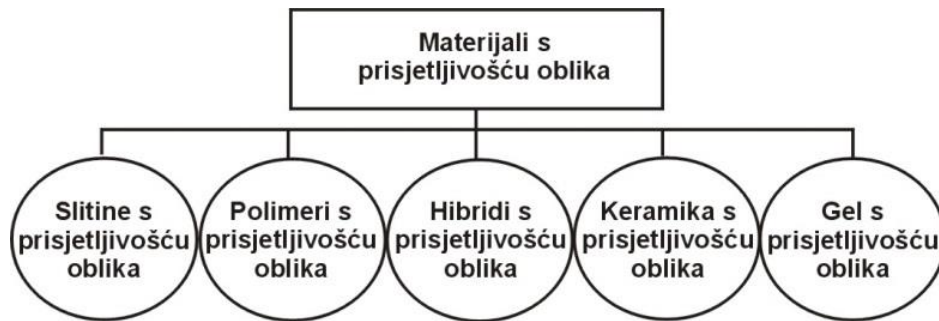 Materijali s
prisjetljivošću oblika
Slitine s
prisjetljivošću
oblika
Polimeri s
prisjetljivošću
oblika
Hibridi s
prisjetljivošću
oblika
Keramika s
prisjetljivošću
oblika
Gel s
prisjetljivošću
oblika